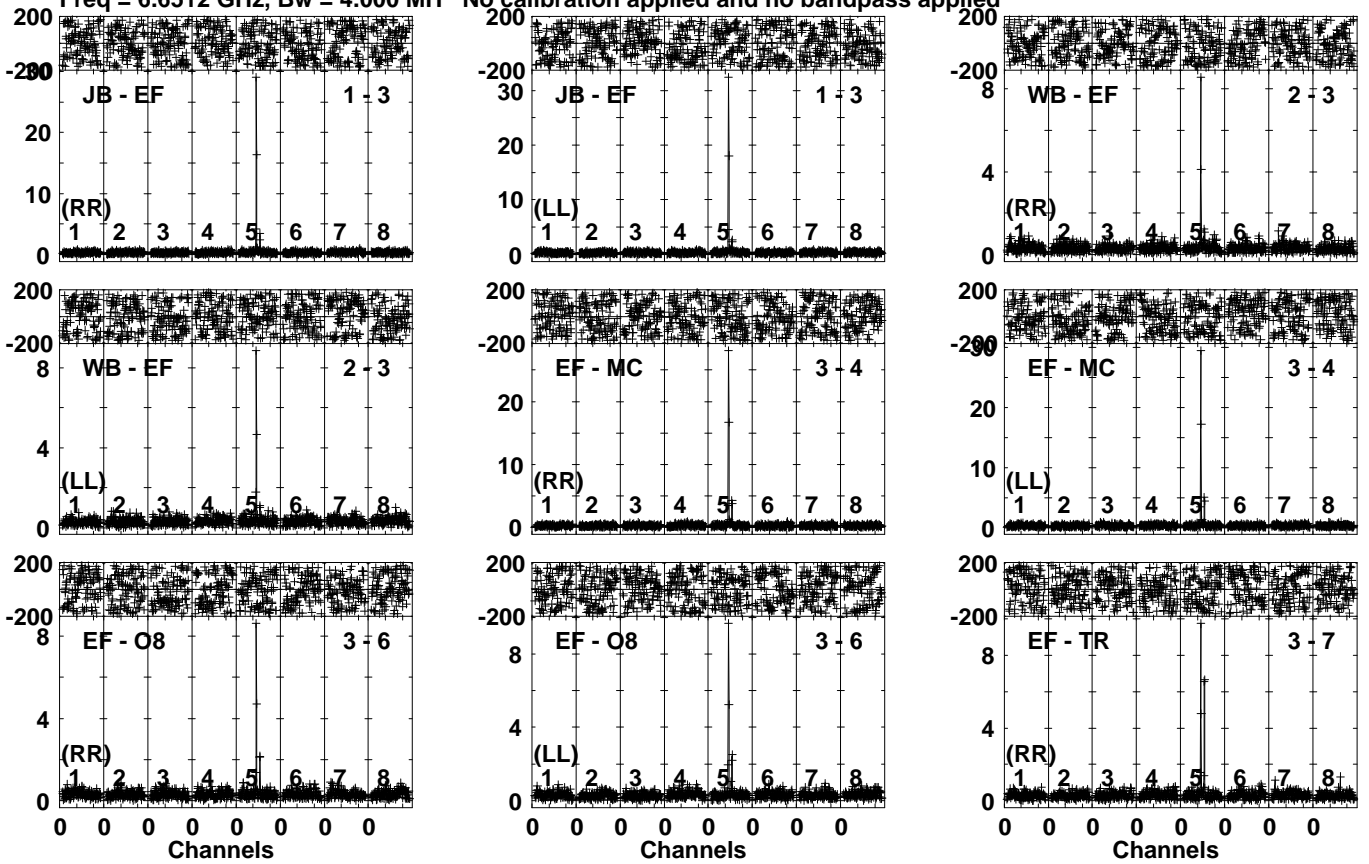 Freq = 6.6512 GHz, Bw = 4.000 MH No calibration applied and no bandpass applied
200 200 200
-200 -200 -200
30 30 8
JB - EF 1 - 3 JB - EF 1 - 3 WB - EF 2 - 3
20 20 4
10 10
(RR) (LL) (RR)
1 2 3 4 5 6 7 8 1 2 3 4 5 6 7 8 1 2 3 4 5 6 7 8
0 0 0
200 200 200
-200 -200 -200
8 30
WB - EF 2 - 3 EF - MC 3 - 4 EF - MC 3 - 4
4 20 20
10 10
(LL) (RR) (LL)
1 2 3 4 5 6 7 8 1 2 3 4 5 6 7 8 1 2 3 4 5 6 7 8
0 0 0
200 200 200
-200 -200 -200
8 8 8
EF - O8 3 - 6 EF - O8 3 - 6 EF - TR 3 - 7
4 4 4
(RR) (LL) (RR)
1 2 3 4 5 6 7 8 1 2 3 4 5 6 7 8 1 2 3 4 5 6 7 8
0 0 0
0 0 0 0 0 0 0 0 0 0 0 0 0 0 0 0 0 0 0 0 0 0 0 0
Channels Channels Channels